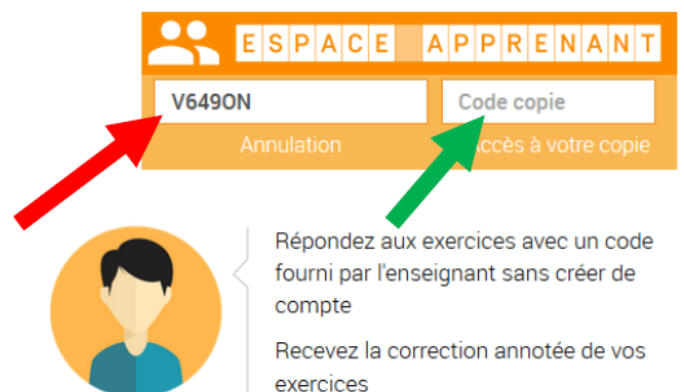 ESPACE APPRENANT
V649ON Code copie
Annulation Accès à votre copie
Répondez aux exercices avec un code
fourni par l'enseignant sans créer de
compte
Recevez la correction annotée de vos
exercices